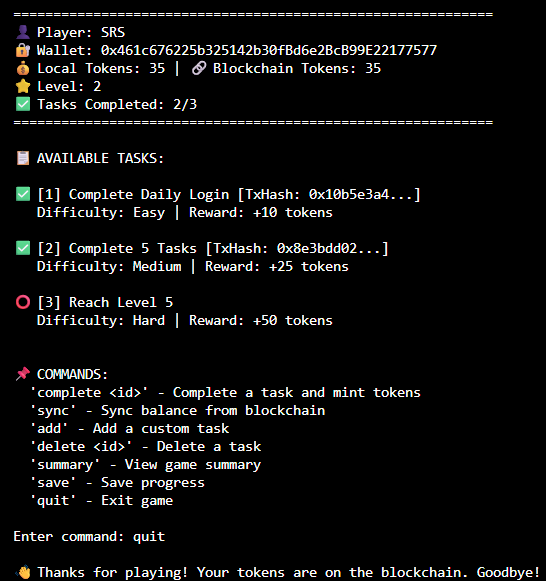 ============================================================
👤 Player: SRS
🔐 Wallet: 0x461c676225b325142b30fBd6e2BcB99E22177577
💰 Local Tokens: 35 | 🔗 Blockchain Tokens: 35
⭐ Level: 2
✅ Tasks Completed: 2/3
============================================================
📋 AVAILABLE TASKS:
✅ [1] Complete Daily Login [TxHash: 0x10b5e3a4...]
Difficulty: Easy | Reward: +10 tokens
✅ [2] Complete 5 Tasks [TxHash: 0x8e3bdd02...]
Difficulty: Medium | Reward: +25 tokens
⭕ [3] Reach Level 5
Difficulty: Hard | Reward: +50 tokens
📌 COMMANDS:
'complete <id>' - Complete a task and mint tokens
'sync' - Sync balance from blockchain
'add' - Add a custom task
'delete <id>' - Delete a task
'summary' - View game summary
'save' - Save progress
'quit' - Exit game
Enter command: quit
👋 Thanks for playing! Your tokens are on the blockchain. Goodbye!